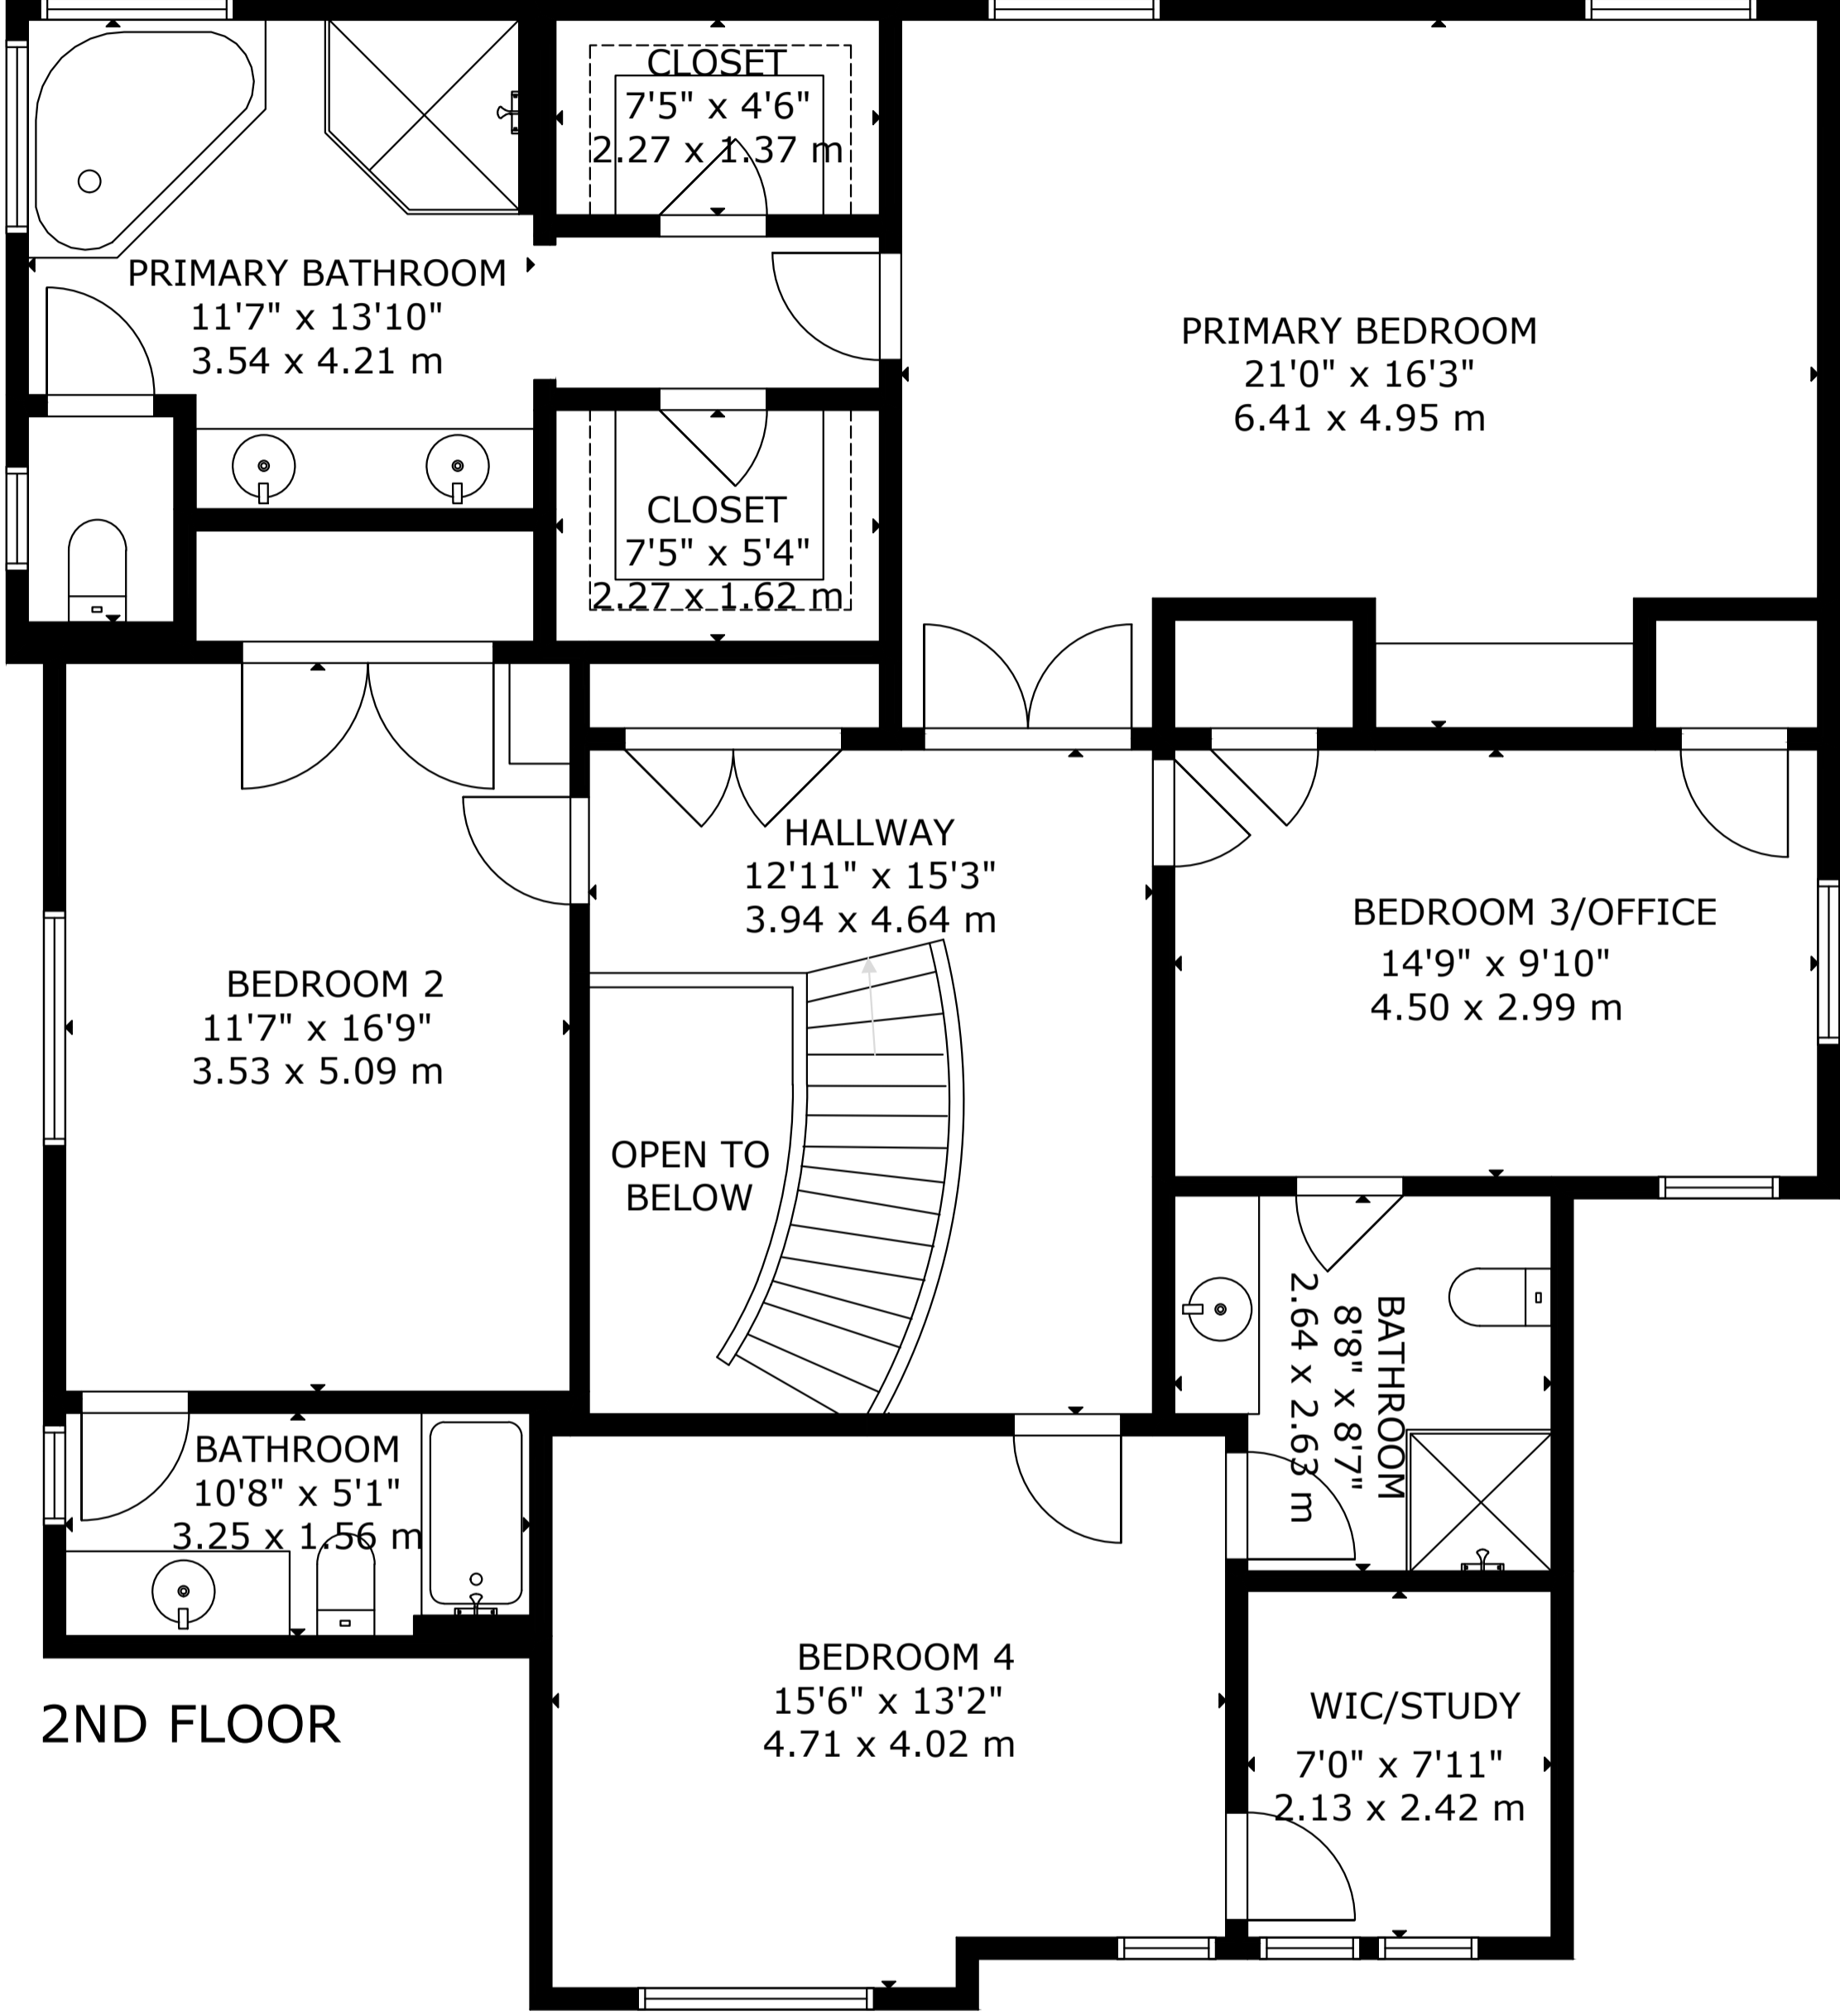 CLOSET
7'5" x 4'6"
2.27 x 1.37 m
PRIMARY BATHROOM
11'7" x 13'10"
3.54 x 4.21 m
PRIMARY BEDROOM
21'0" x 16'3"
6.41 x 4.95 m
CLOSET
7'5" x 5'4"
2.27 x 1.62 m
HALLWAY
12'11" x 15'3"
3.94 x 4.64 m
BEDROOM 3/OFFICE
14'9" x 9'10"
4.50 x 2.99 m
BEDROOM 2
11'7" x 16'9"
3.53 x 5.09 m
OPEN TO
BELOW
BATHROOM
8'8" x 8'7"
2.64 x 2.63 m
BATHROOM
10'8" x 5'1"
3.25 x 1.56 m
BEDROOM 4
15'6" x 13'2"
4.71 x 4.02 m
WIC/STUDY
7'0" x 7'11"
2.13 x 2.42 m
2ND FLOOR